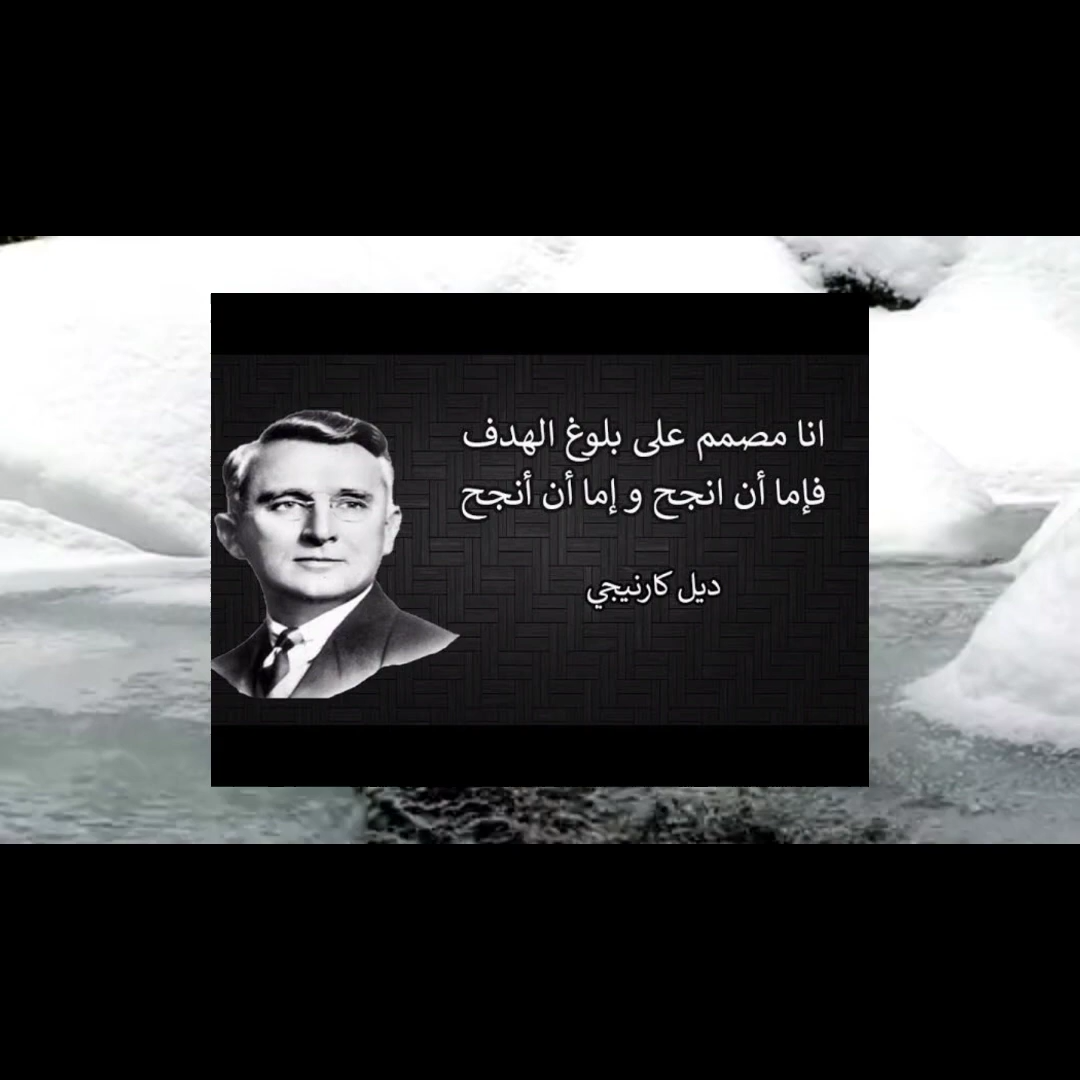 انا مصمم على بلوغ الهدف
فإما أن انجح و إما أن أنجح
ديل كارنيجي